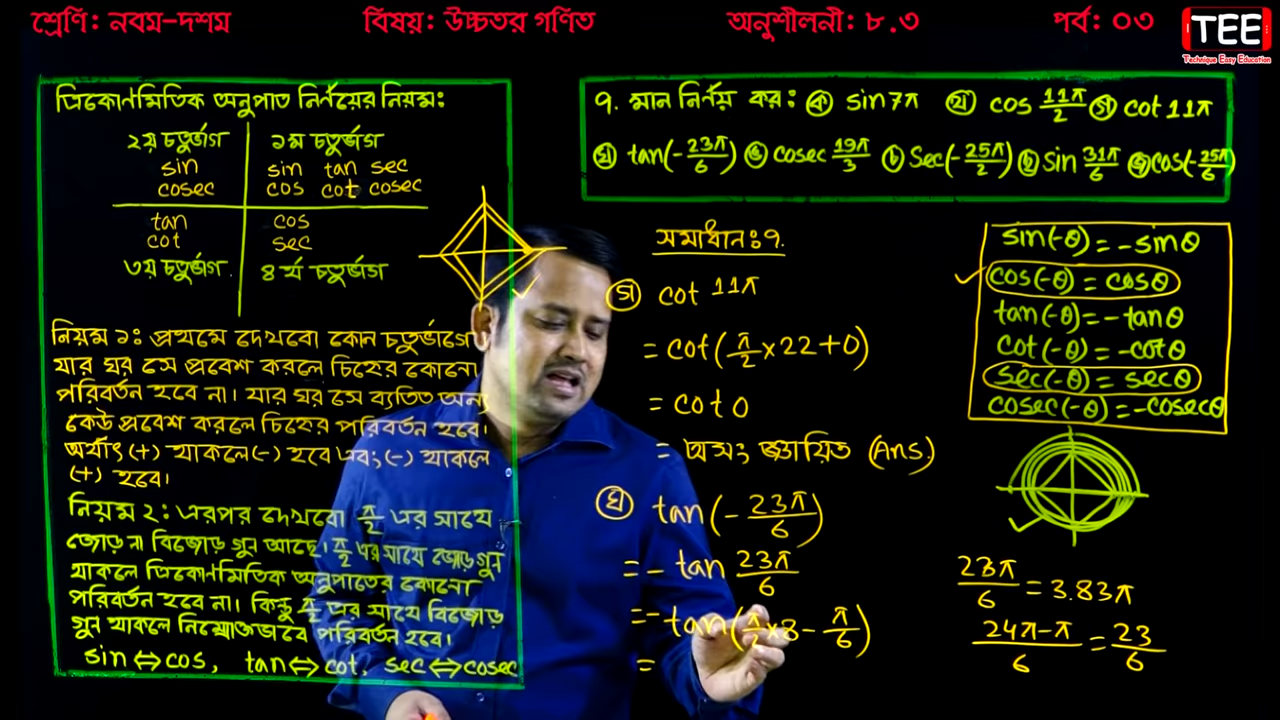 শ্রেণি: নবম-দশম বিষয়: উচ্চতর গণিত অনুশীলনী: ৮.৩ পর্ব: ০৩
TEE
Technique Easy Education
ত্রিকোণমিতিক অনুপাত নির্ণয়ের নিয়ম:
২য় চতুর্ভাগ ১ম চতুর্ভাগ
sin sin tan sec
cosec cos cot cosec
tan cos
cot sec
৩য় চতুর্ভাগ. ৪র্থ চতুর্ভাগ
নিয়ম ১: প্রথমে দেখবো কোন চতুর্ভাগে।
যার ঘর সে প্রবেশ করলে চিহ্নের কোনো
পরিবর্তন হবে না। যার ঘর সে ব্যতিত অন্য
কেউ প্রবেশ করলে চিহ্নের পরিবর্তন হবে।
অর্থাৎ (+) থাকলে (-) হবে এবং (-) থাকলে
(+) হবে।
নিয়ম ২: এরপর দেখবো π/2 এর সাথে
জোড় না বিজোড় গুন আছে। π/2 এর সাথে জোড় গুন
থাকলে ত্রিকোণমিতিক অনুপাতের কোনো
পরিবর্তন হবে না। কিন্তু π/2 এর সাথে বিজোড়
গুন থাকলে নিম্নোক্তভাবে পরিবর্তন হবে।
sin⇔cos, tan⇔cot, sec⇔cosec
৭. মান নির্ণয় কর: ক sin 7π খ cos 11π/2 গ cot 11π
ঘ tan(-23π/6) ঙ cosec 19π/3 চ sec(-25π/2) ছ sin 31π/6 জ cos(-25π/6)
সমাধান: ৭.
গ cot 11π
= cot(π/2×22+0)
= cot 0
= অসংজ্ঞায়িত (Ans)
ঘ tan(-23π/6)
= - tan 23π/6
= - tan(π/2×8 - π/6)
=
sin(-θ) = -sinθ
cos(-θ) = cosθ
tan(-θ) = -tanθ
cot(-θ) = -cotθ
sec(-θ) = secθ
cosec(-θ) = -cosecθ
23π/6 = 3.83π
24π-π/6 = 23/6